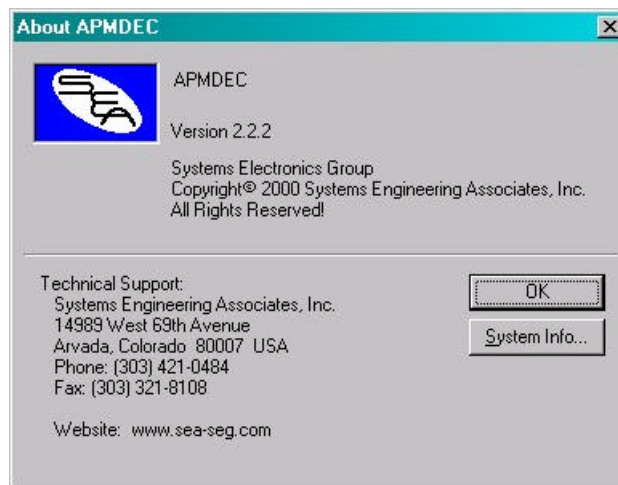 About APMDEC
SEA
APMDEC
Version 2.2.2
Systems Electronics Group
Copyright© 2000 Systems Engineering Associates, Inc.
All Rights Reserved!
Technical Support:
Systems Engineering Associates, Inc.
14989 West 69th Avenue
Arvada, Colorado 80007 USA
Phone: (303) 421-0484
Fax: (303) 321-8108
Website: www.sea-seg.com
OK
System Info...